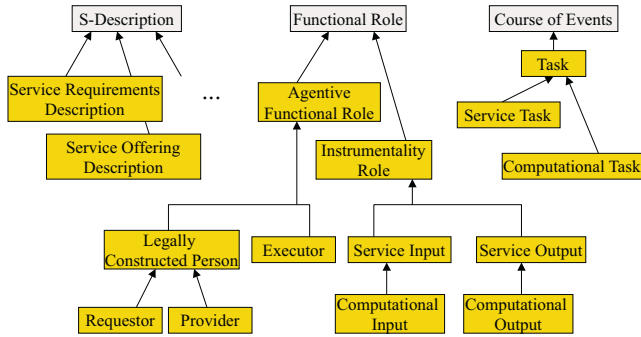 S-Description
Functional Role
Course of Events
Task
Service Requirements
Description
...
Agentive
Functional Role
Service Task
Service Offering
Description
Instrumentality
Role
Computational Task
Legally
Constructed Person
Executor
Service Input
Service Output
Requestor
Provider
Computational
Input
Computational
Output